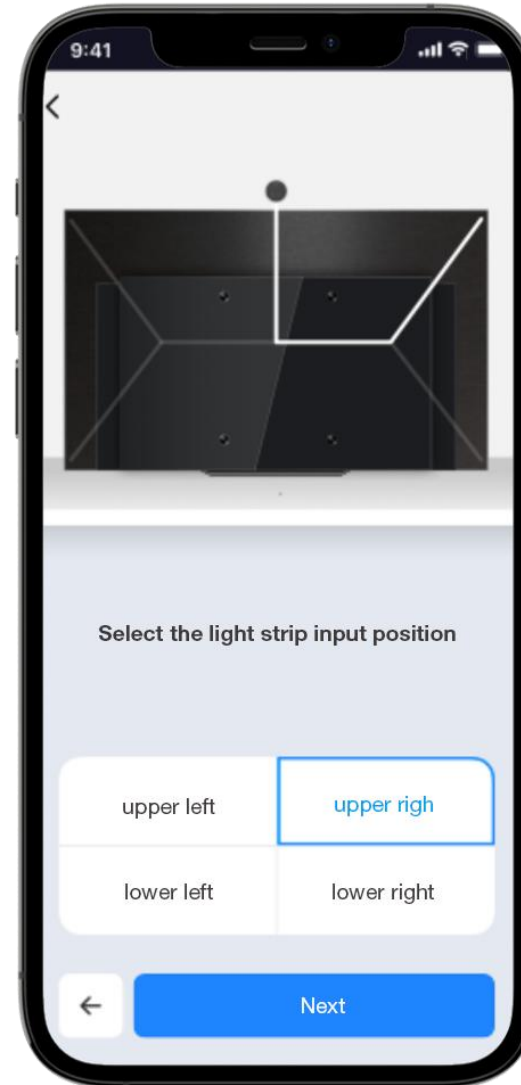 9:41
Select the light strip input position
upper left
upper righ
lower left
lower right
Next